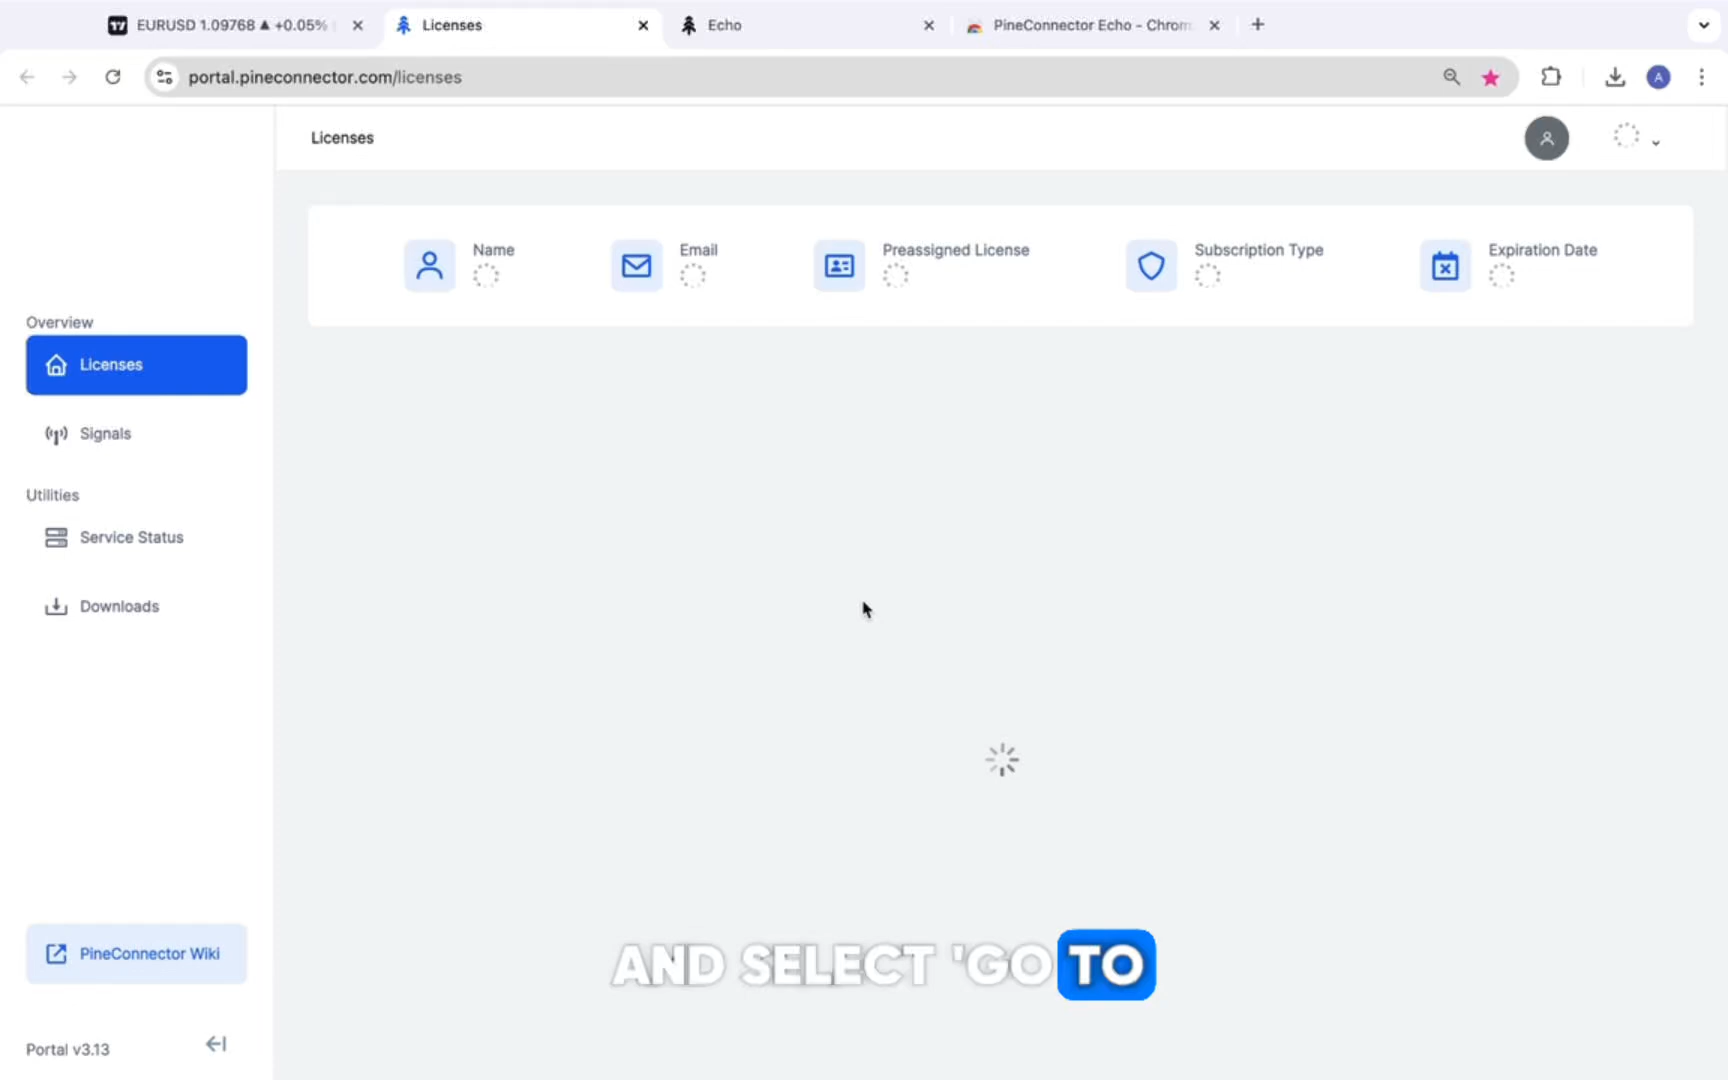 EURUSD 1.09768 ▲ +0.05%
Licenses
Echo
PineConnector Echo - Chrom
portal.pineconnector.com/licenses
A
Licenses
Name
Email
Preassigned License
Subscription Type
Expiration Date
Overview
Licenses
Signals
Utilities
Service Status
Downloads
PineConnector Wiki
AND SELECT 'GO TO
Portal v3.13